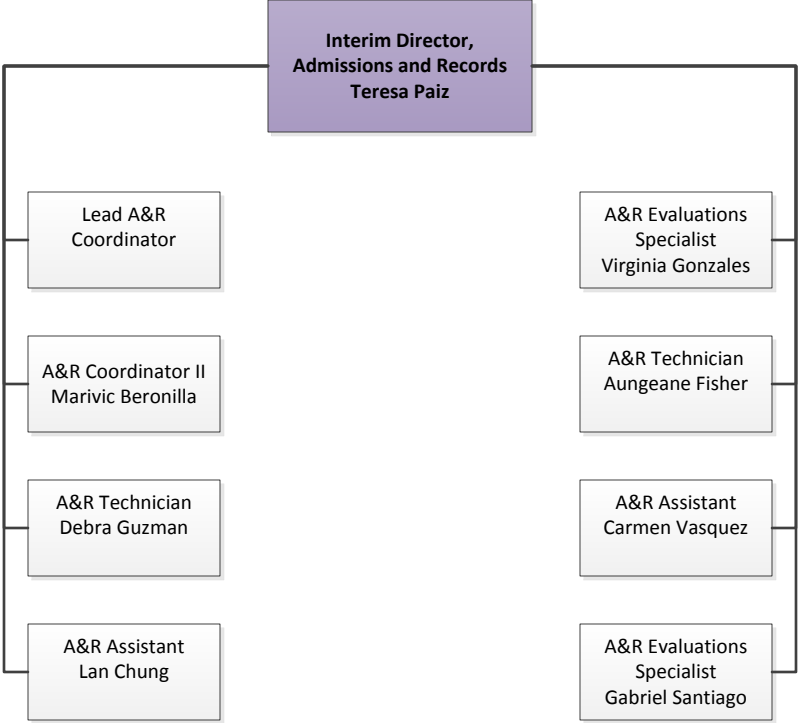 Interim Director,
Admissions and Records
Teresa Paiz
Lead A&R
Coordinator
A&R Coordinator II
Marivic Beronilla
A&R Technician
Debra Guzman
A&R Assistant
Lan Chung
A&R Evaluations
Specialist
Virginia Gonzales
A&R Technician
Aungeane Fisher
A&R Assistant
Carmen Vasquez
A&R Evaluations
Specialist
Gabriel Santiago